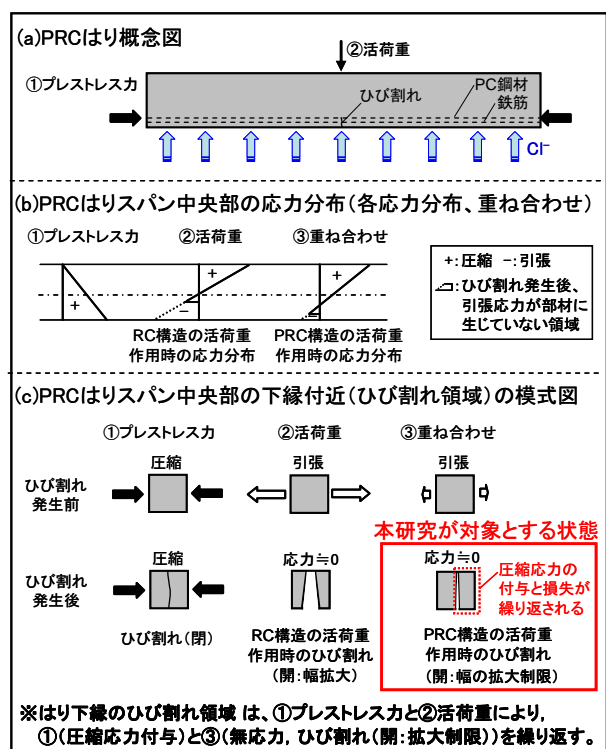 (a)PRCはり概念図
②活荷重
①プレストレス力
PC鋼材
ひび割れ
鉄筋
Cl⁻
(b)PRCはりスパン中央部の応力分布(各応力分布、重ね合わせ)
①プレストレス力 ②活荷重 ③重ね合わせ
+ + +
− −
RC構造の活荷重
作用時の応力分布
PRC構造の活荷重
作用時の応力分布
+:圧縮 −:引張
:ひび割れ発生後、
引張応力が部材に
生じていない領域
(c)PRCはりスパン中央部の下縁付近(ひび割れ領域)の模式図
①プレストレス力 ②活荷重 ③重ね合わせ
圧縮 引張 引張
ひび割れ
発生前
本研究が対象とする状態
圧縮 応力≒0 応力≒0
ひび割れ
発生後
圧縮応力の
付与と損失が
繰り返される
ひび割れ(閉)
RC構造の活荷重
作用時のひび割れ
(開:幅拡大)
PRC構造の活荷重
作用時のひび割れ
(開:幅の拡大制限)
※はり下縁のひび割れ領域 は、①プレストレス力と②活荷重により,
①(圧縮応力付与)と③(無応力, ひび割れ(開:拡大制限))を繰り返す。